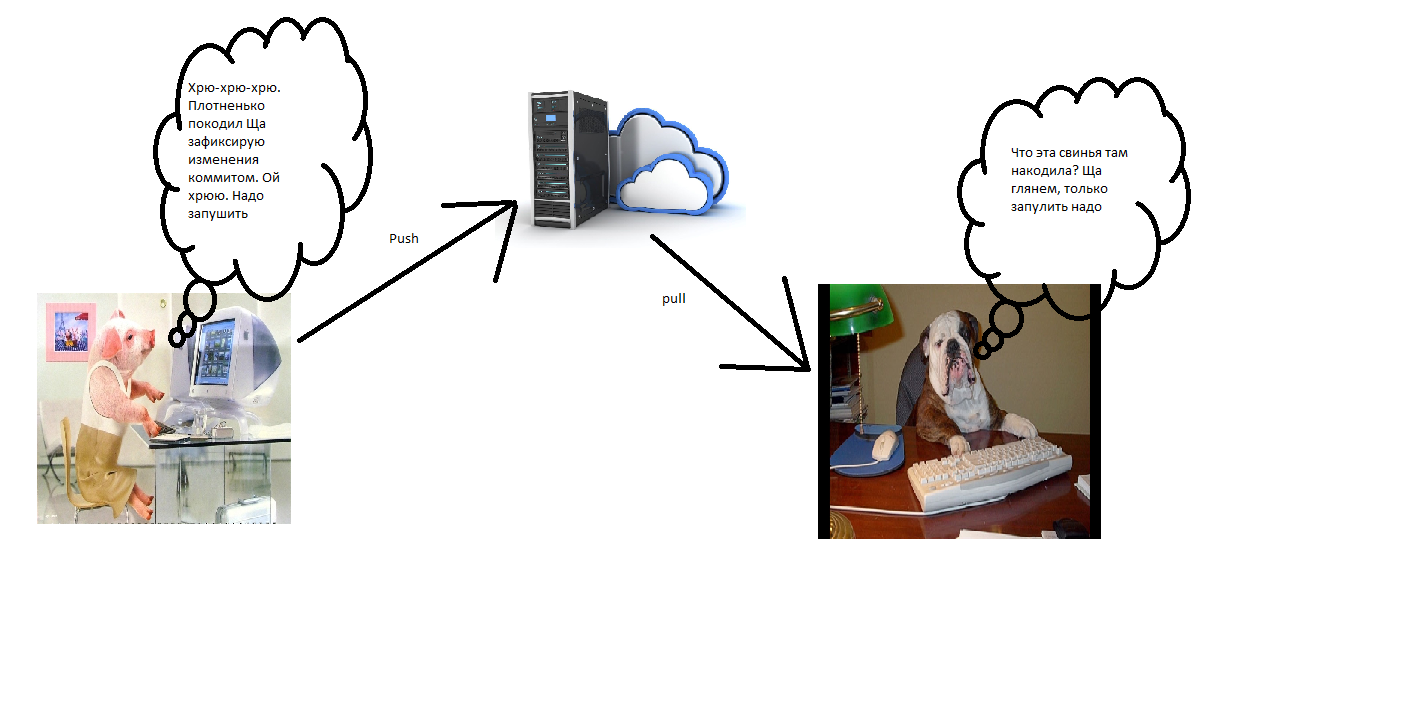 Хрю-хрю-хрю.
Плотненько
покодил Ща
зафиксирую
изменения
коммитом. Ой
хрюю. Надо
запушить
Push
pull
Что эта свинья там
накодила? Ща
глянем, только
запулить надо